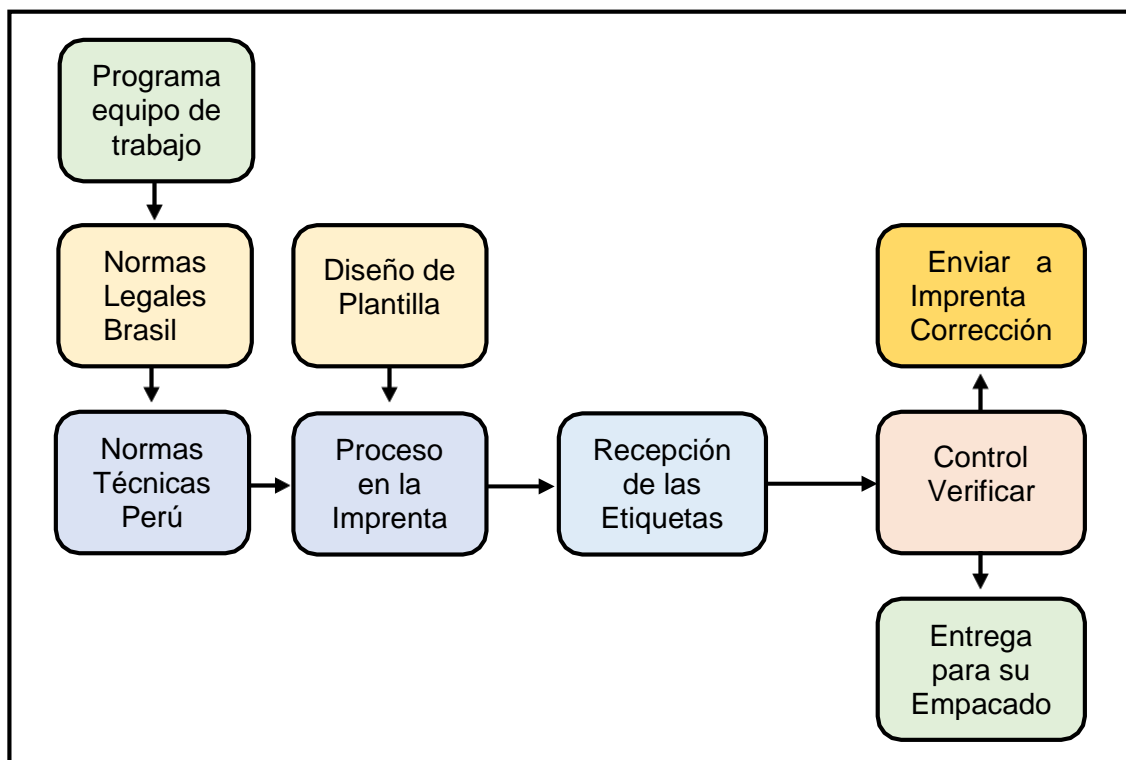 Programa
equipo de
trabajo
Normas
Legales
Brasil
Diseño de
Plantilla
Enviar a
Imprenta
Corrección
Normas
Técnicas
Perú
Proceso
en la
Imprenta
Recepción
de las
Etiquetas
Control
Verificar
Entrega
para su
Empacado